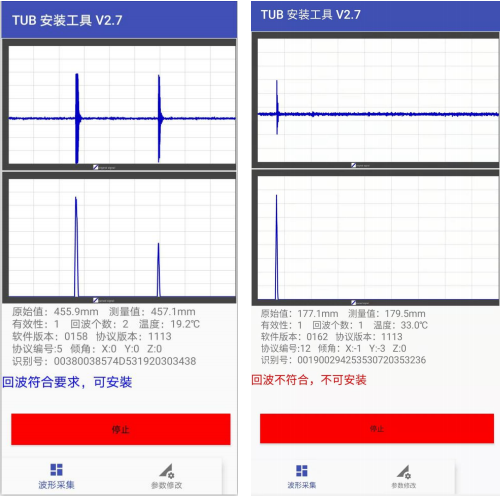 TUB 安装工具 V2.7
原始值：455.9mm 测量值：457.1mm
有效性：1 回波个数：2 温度：19.2℃
软件版本：0158 协议版本：1113
协议编号:5 倾角：X:0 Y:0 Z:0
识别号：00380038574D531920303438
回波符合要求，可安裝
停止
波形采集
参数修改
TUB 安装工具 V2.7
原始值：177.1mm 测量值：179.5mm
有效性：1 回波个数：1 温度：33.0℃
软件版本：0162 协议版本：1113
协议编号:12 倾角：X:-1 Y:-3 Z:0
识别号：001900294253530720353236
回波不符合，不可安装
停止
波形采集
参数修改